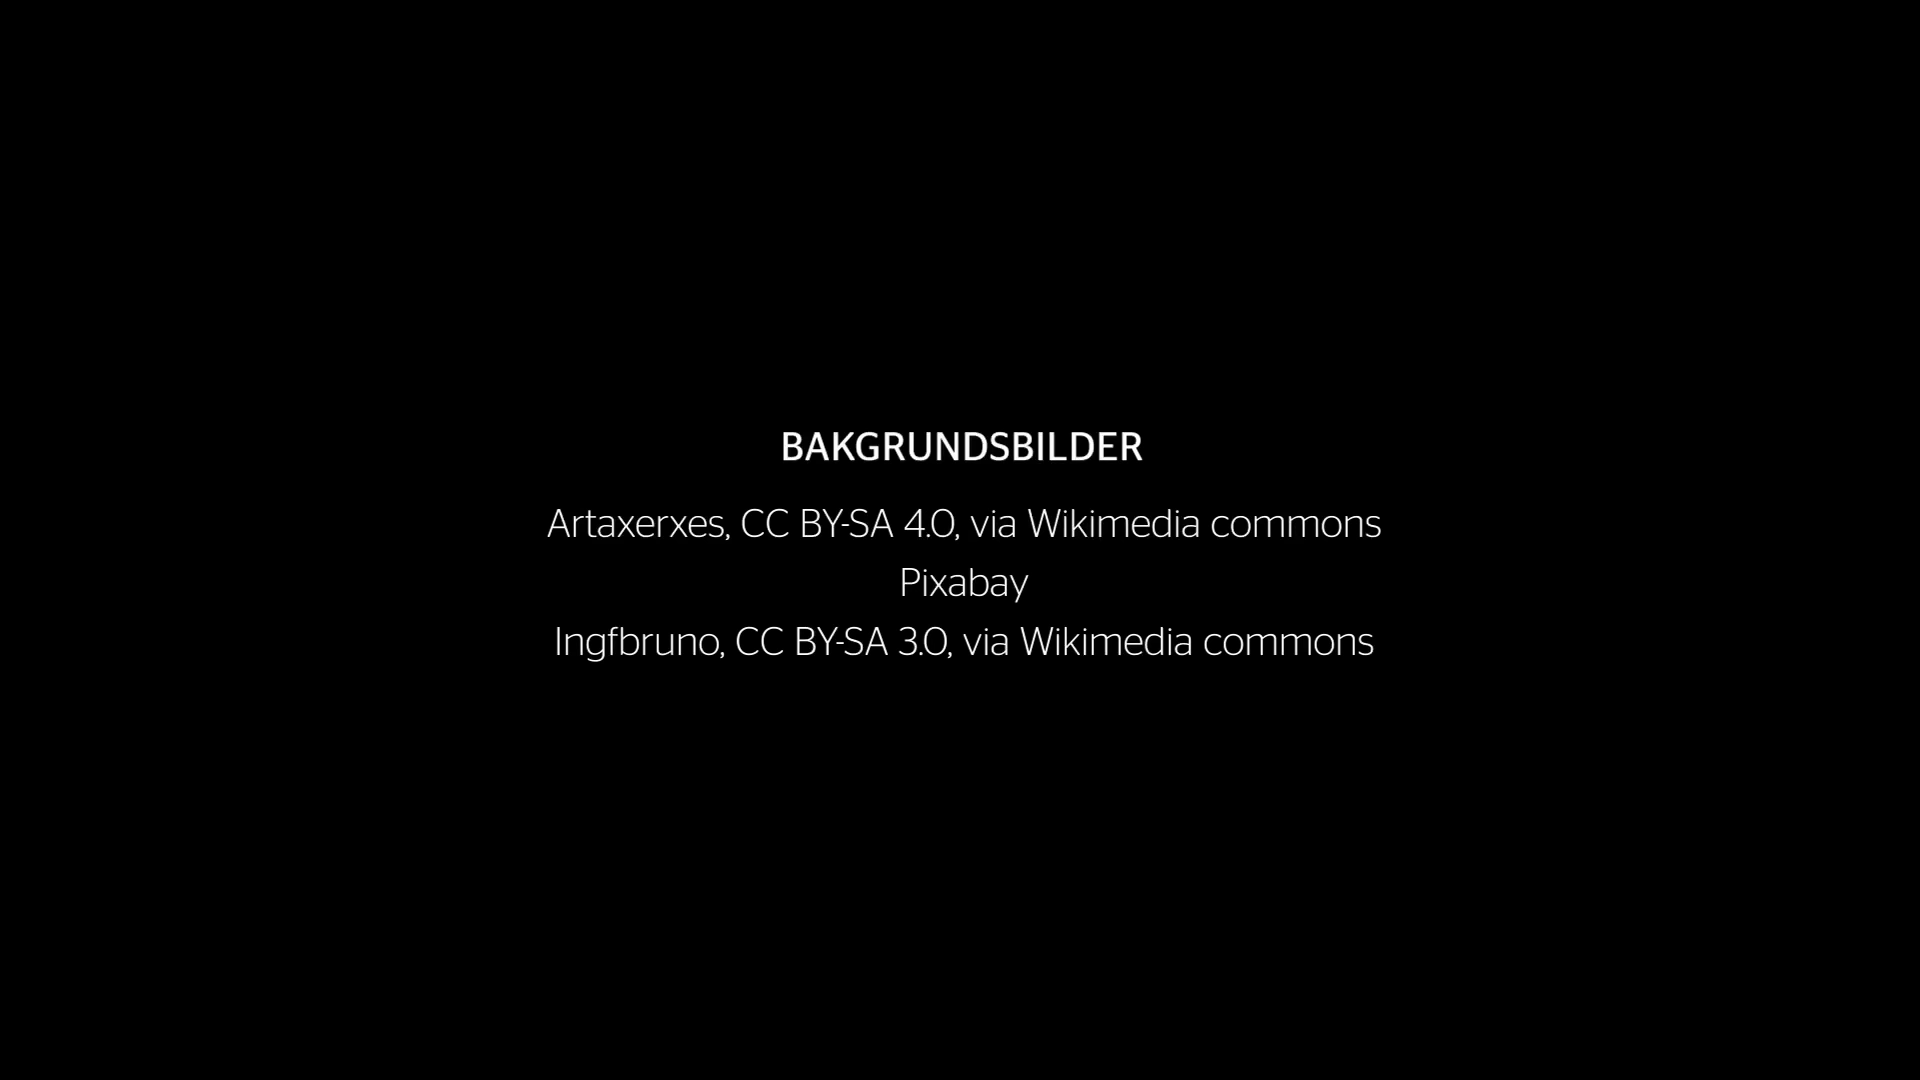 BAKGRUNDSBILDER
Artaxerxes, CC BY-SA 4.0, via Wikimedia commons
Pixabay
Ingfbruno, CC BY-SA 3.0, via Wikimedia commons